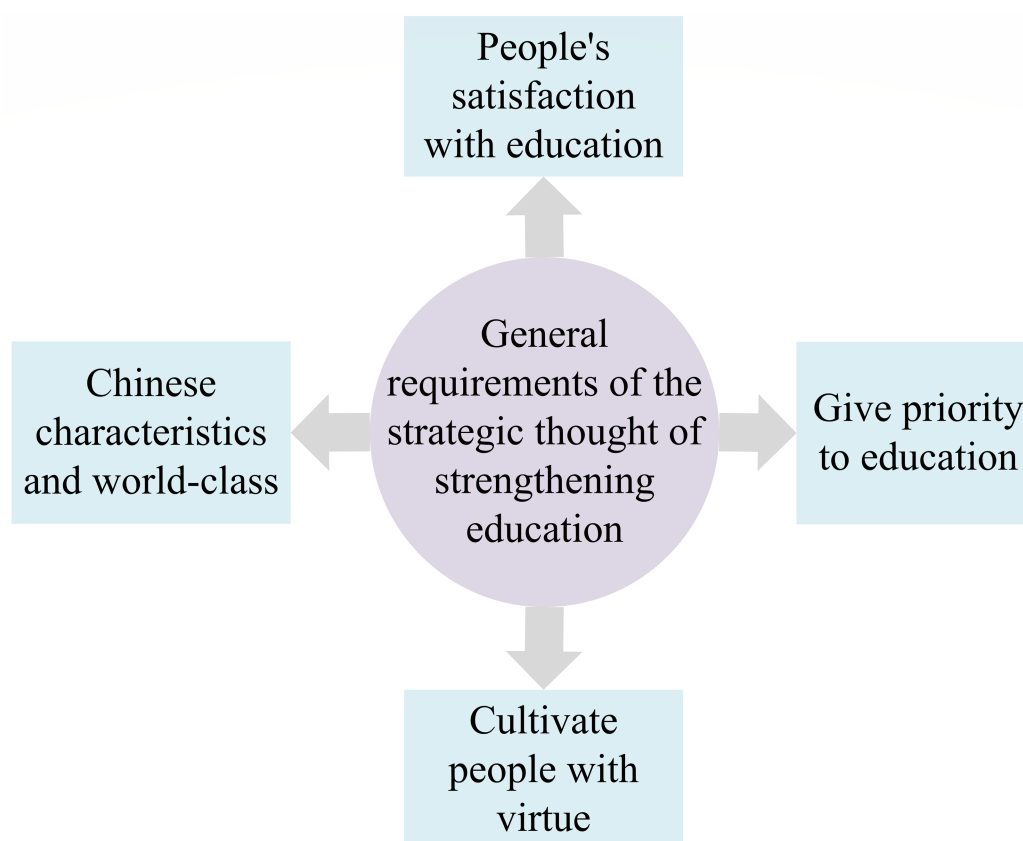 People's
satisfaction
with education
General
requirements of the
strategic thought of
strengthening
education
Chinese
characteristics
and world-class
Give priority
to education
Cultivate
people with
virtue